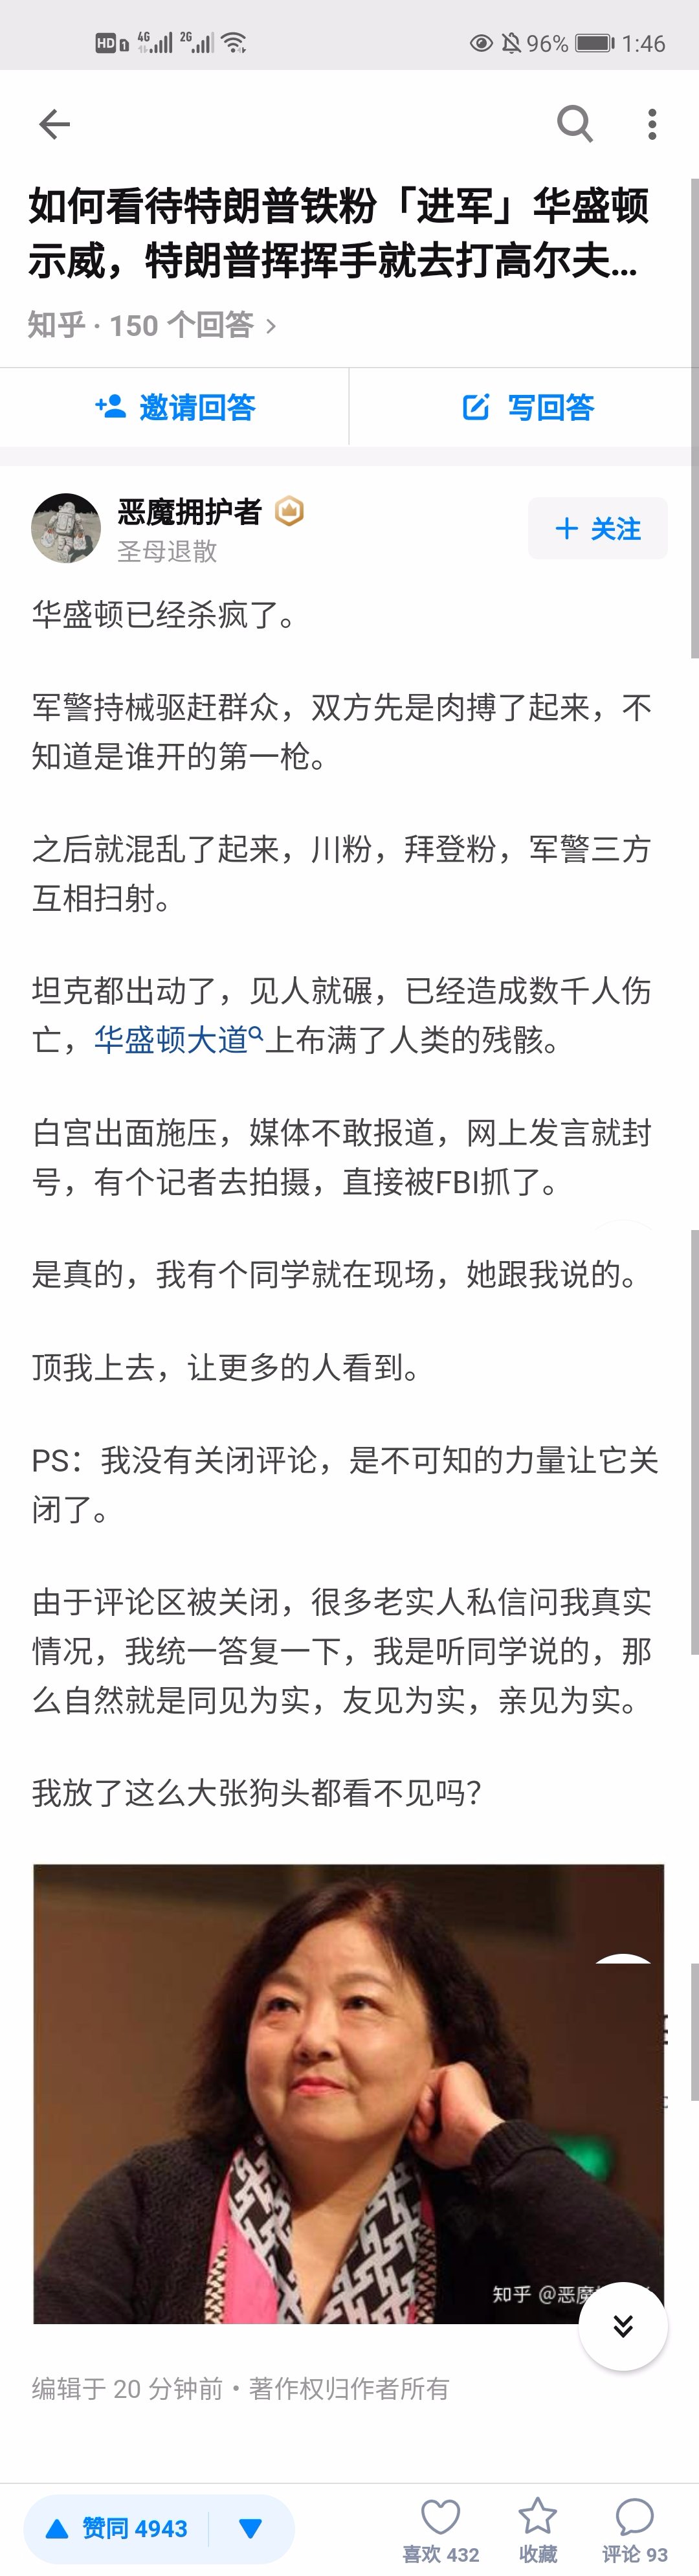 HD 1 4G 2G 96% 1:46
如何看待特朗普铁粉「进军」华盛顿
示威，特朗普挥挥手就去打高尔夫...
知乎 · 150 个回答 >
邀请回答 写回答
恶魔拥护者
圣母退散
+ 关注
华盛顿已经杀疯了。
军警持械驱赶群众，双方先是肉搏了起来，不
知道是谁开的第一枪。
之后就混乱了起来，川粉，拜登粉，军警三方
互相扫射。
坦克都出动了，见人就碾，已经造成数千人伤
亡，华盛顿大道上布满了人类的残骸。
白宫出面施压，媒体不敢报道，网上发言就封
号，有个记者去拍摄，直接被FBI抓了。
是真的，我有个同学就在现场，她跟我说的。
顶我上去，让更多的人看到。
PS：我没有关闭评论，是不可知的力量让它关
闭了。
由于评论区被关闭，很多老实人私信问我真实
情况，我统一答复一下，我是听同学说的，那
么自然就是同见为实，友见为实，亲见为实。
我放了这么大张狗头都看不见吗？
知乎 @恶魔
编辑于 20 分钟前・著作权归作者所有
赞同 4943 喜欢 432 收藏 评论 93